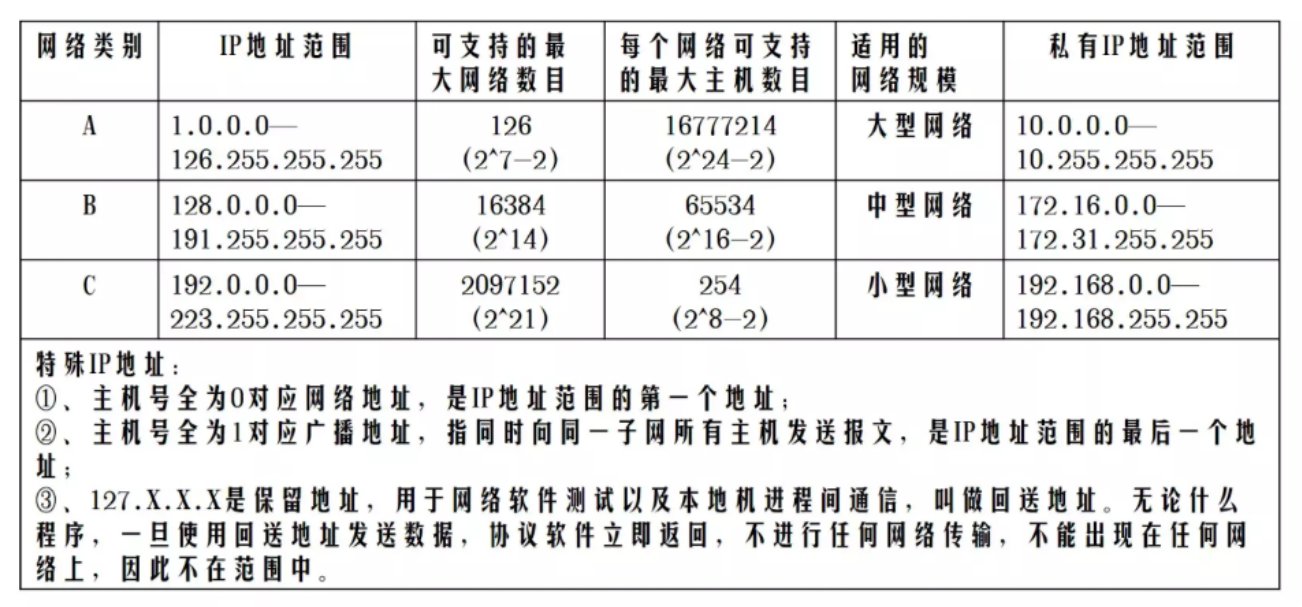 网络类别 IP地址范围 可支持的最 每个网络可支持 适用的 私有IP地址范围
大网络数目 的最大主机数目 网络规模
A 1.0.0.0— 126 16777214 大型网络 10.0.0.0—
126.255.255.255 (2^7-2) (2^24-2) 10.255.255.255
B 128.0.0.0— 16384 65534 中型网络 172.16.0.0—
191.255.255.255 (2^14) (2^16-2) 172.31.255.255
C 192.0.0.0— 2097152 254 小型网络 192.168.0.0—
223.255.255.255 (2^21) (2^8-2) 192.168.255.255
特殊IP地址:
①、主机号全为0对应网络地址,是IP地址范围的第一个地址;
②、主机号全为1对应广播地址,指同时向同一子网所有主机发送报文,是IP地址范围的最后一个地
址;
③、127.X.X.X是保留地址,用于网络软件测试以及本地机进程间通信,叫做回送地址。无论什么
程序,一旦使用回送地址发送数据,协议软件立即返回,不进行任何网络传输,不能出现在任何网
络上,因此不在范围中。